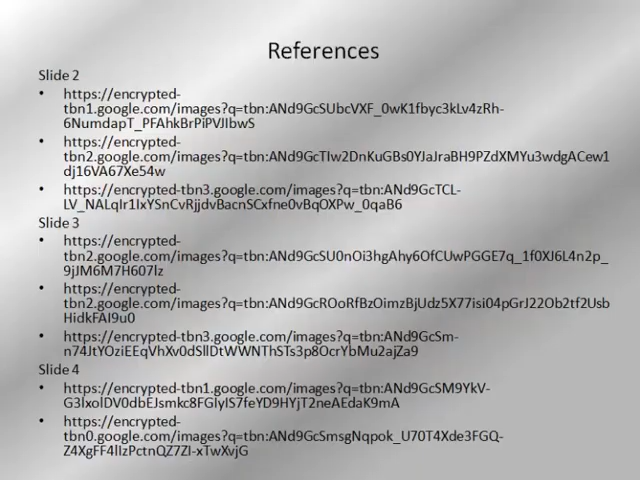 References
Slide 2
• https://encrypted-
tbn1.google.com/images?q=tbn:ANd9GcSUbcVXF_0wK1fbyc3kLv4zRh-
6NumdapT_PFAhkBrPiPVJIbwS
• https://encrypted-
tbn2.google.com/images?q=tbn:ANd9GcTIw2DnKuGBs0YJaJraBH9PZdXMYu3wdgACew1
dj16VA67Xe54w
• https://encrypted-tbn3.google.com/images?q=tbn:ANd9GcTCL-
LV_NALqIr1IxYSnCvRjjdvBacnSCxfne0vBqOXPw_0qaB6
Slide 3
• https://encrypted-
tbn2.google.com/images?q=tbn:ANd9GcSU0nOi3hgAhy6OfCUwPGGE7q_1f0XJ6L4n2p_
9jJM6M7H607lz
• https://encrypted-
tbn2.google.com/images?q=tbn:ANd9GcROoRfBzOimzBjUdz5X77isi04pGrJ22Ob2tf2Usb
HidkFAI9u0
• https://encrypted-tbn3.google.com/images?q=tbn:ANd9GcSm-
n74JtYOziEEqVhXv0dSllDtWWNThSTs3p8OcrYbMu2ajZa9
Slide 4
• https://encrypted-tbn1.google.com/images?q=tbn:ANd9GcSM9YkV-
G3lxolDV0dbEJsmkc8FGlyIS7feYD9HYjT2neAEdaK9mA
• https://encrypted-
tbn0.google.com/images?q=tbn:ANd9GcSmsgNqpok_U70T4Xde3FGQ-
Z4XgFF4lIzPctnQZ7ZI-xTwXvjG